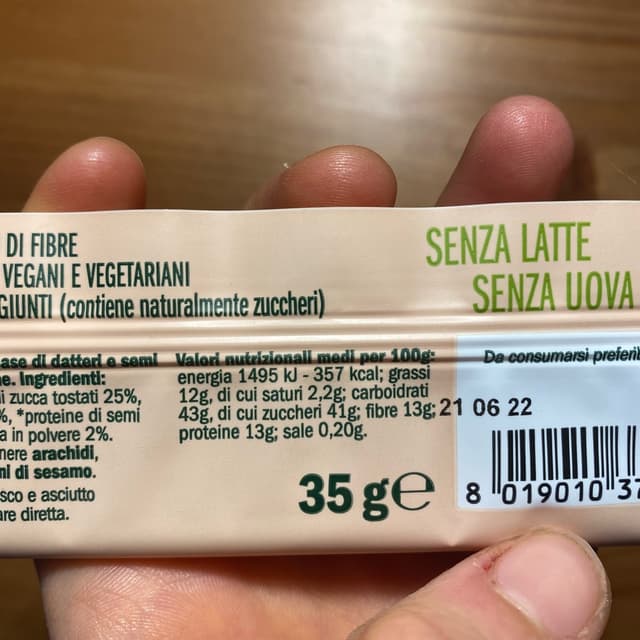 DI FIBRE
VEGANI E VEGETARIANI
GIUNTI (contiene naturalmente zuccheri)
SENZA LATTE
SENZA UOVA
ase di datteri e semi
e. Ingredienti:
i zucca tostati 25%,
%, *proteine di semi
a in polvere 2%.
nere arachidi,
ni di sesamo.
sco e asciutto
are diretta.
Valori nutrizionali medi per 100g:
energia 1495 kJ - 357 kcal; grassi
12g, di cui saturi 2,2g; carboidrati
43g, di cui zuccheri 41g; fibre 13g;
proteine 13g; sale 0,20g.
35 g e
Da consumarsi preferib
21 06 22
8 019010 37